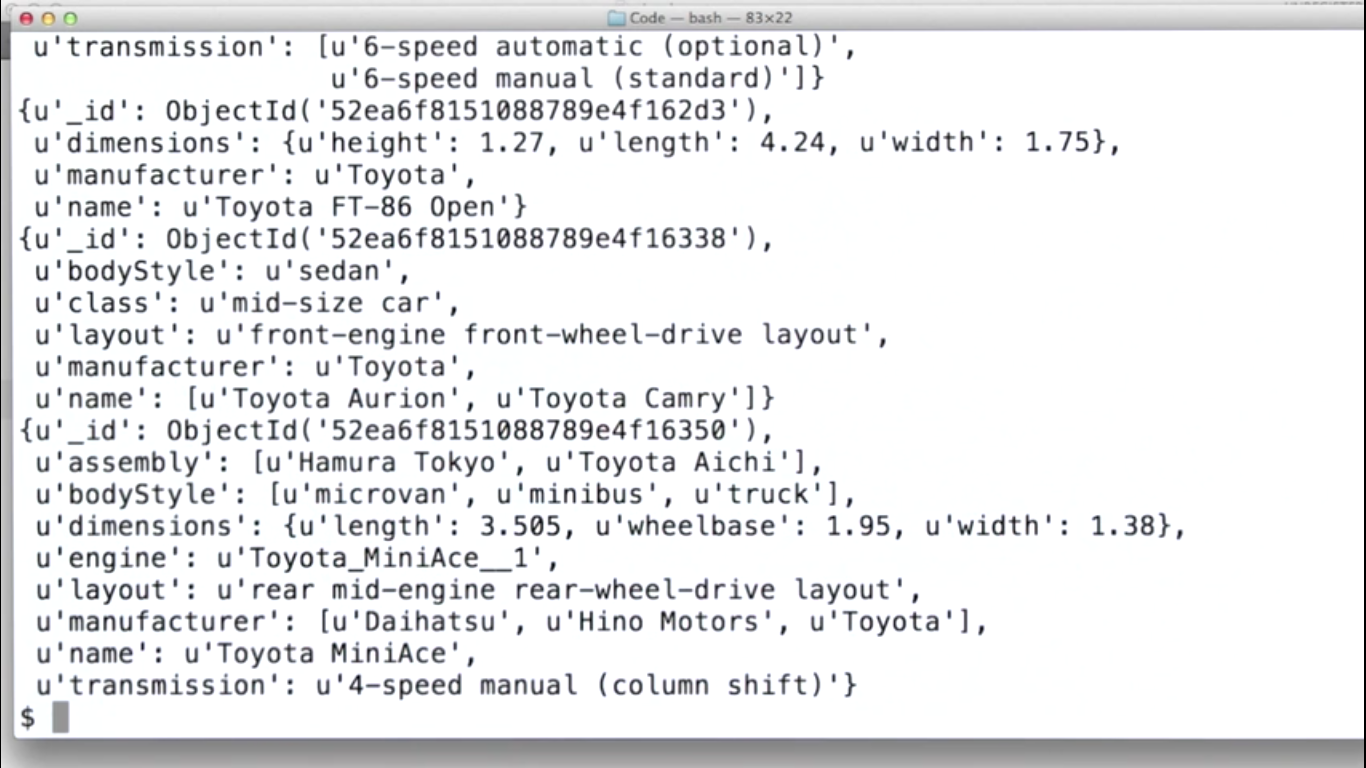 Code — bash — 83×22
u'transmission': [u'6-speed automatic (optional)',
u'6-speed manual (standard)']}
{u'_id': ObjectId('52ea6f8151088789e4f162d3'),
u'dimensions': {u'height': 1.27, u'length': 4.24, u'width': 1.75},
u'manufacturer': u'Toyota',
u'name': u'Toyota FT-86 Open'}
{u'_id': ObjectId('52ea6f8151088789e4f16338'),
u'bodyStyle': u'sedan',
u'class': u'mid-size car',
u'layout': u'front-engine front-wheel-drive layout',
u'manufacturer': u'Toyota',
u'name': [u'Toyota Aurion', u'Toyota Camry']}
{u'_id': ObjectId('52ea6f8151088789e4f16350'),
u'assembly': [u'Hamura Tokyo', u'Toyota Aichi'],
u'bodyStyle': [u'microvan', u'minibus', u'truck'],
u'dimensions': {u'length': 3.505, u'wheelbase': 1.95, u'width': 1.38},
u'engine': u'Toyota_MiniAce__1',
u'layout': u'rear mid-engine rear-wheel-drive layout',
u'manufacturer': [u'Daihatsu', u'Hino Motors', u'Toyota'],
u'name': u'Toyota MiniAce',
u'transmission': u'4-speed manual (column shift)'}
$